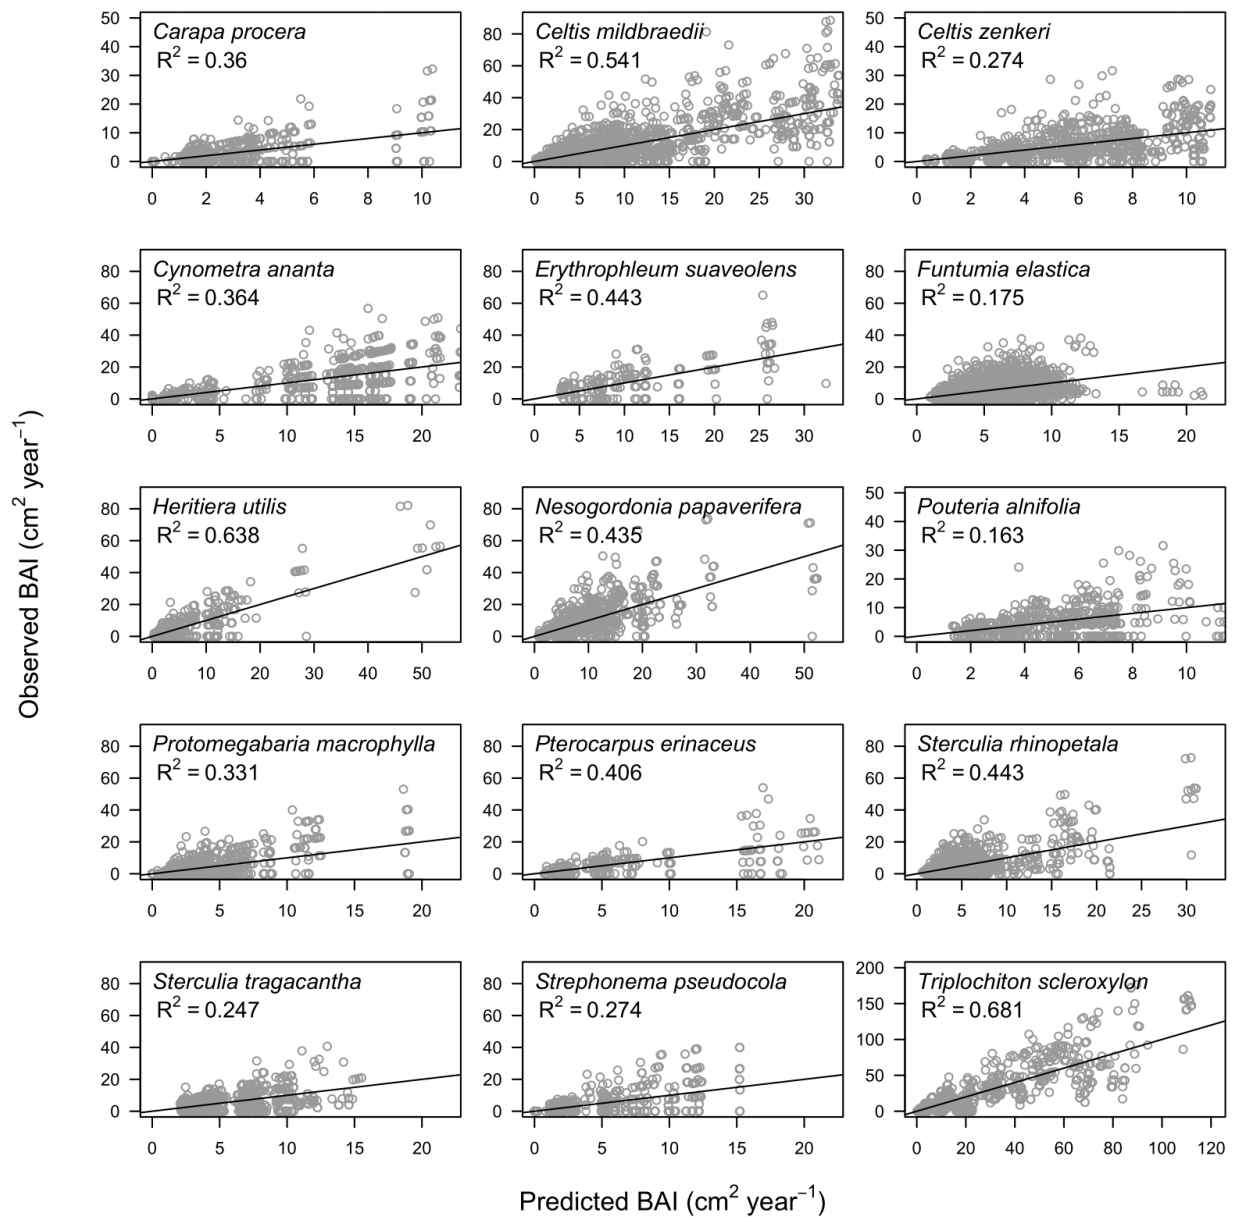 Carapa procera
R² = 0.36
50
40
30
20
10
0
0 2 4 6 8 10
Celtis mildbraedii
R² = 0.541
80
60
40
20
0
0 5 10 15 20 25 30
Celtis zenkeri
R² = 0.274
50
40
30
20
10
0
0 2 4 6 8 10
Cynometra ananta
R² = 0.364
80
60
40
20
0
0 5 10 15 20
Erythrophleum suaveolens
R² = 0.443
80
60
40
20
0
0 5 10 15 20 25 30
Funtumia elastica
R² = 0.175
80
60
40
20
0
0 5 10 15 20
Heritiera utilis
R² = 0.638
80
60
40
20
0
0 10 20 30 40 50
Nesogordonia papaverifera
R² = 0.435
80
60
40
20
0
0 10 20 30 40 50
Pouteria alnifolia
R² = 0.163
50
40
30
20
10
0
0 2 4 6 8 10
Protomegabaria macrophylla
R² = 0.331
80
60
40
20
0
0 5 10 15 20
Pterocarpus erinaceus
R² = 0.406
80
60
40
20
0
0 5 10 15 20
Sterculia rhinopetala
R² = 0.443
80
60
40
20
0
0 5 10 15 20 30
Sterculia tragacantha
R² = 0.247
80
60
40
20
0
0 5 10 15 20
Strephonema pseudocola
R² = 0.274
80
60
40
20
0
0 5 10 15 20
Triplochiton scleroxylon
R² = 0.681
200
150
100
50
0
0 20 40 60 80 100 120
Observed BAI (cm² year⁻¹)
Predicted BAI (cm² year⁻¹)